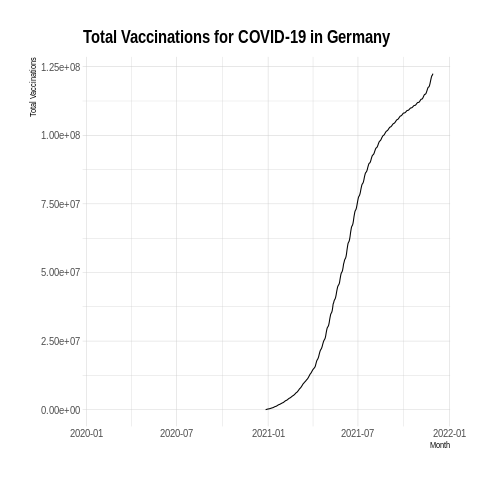 Total Vaccinations for COVID-19 in Germany
Total Vaccinations
1.25e+08
1.00e+08
7.50e+07
5.00e+07
2.50e+07
0.00e+00
2020-01 2020-07 2021-01 2021-07 2022-01
Month